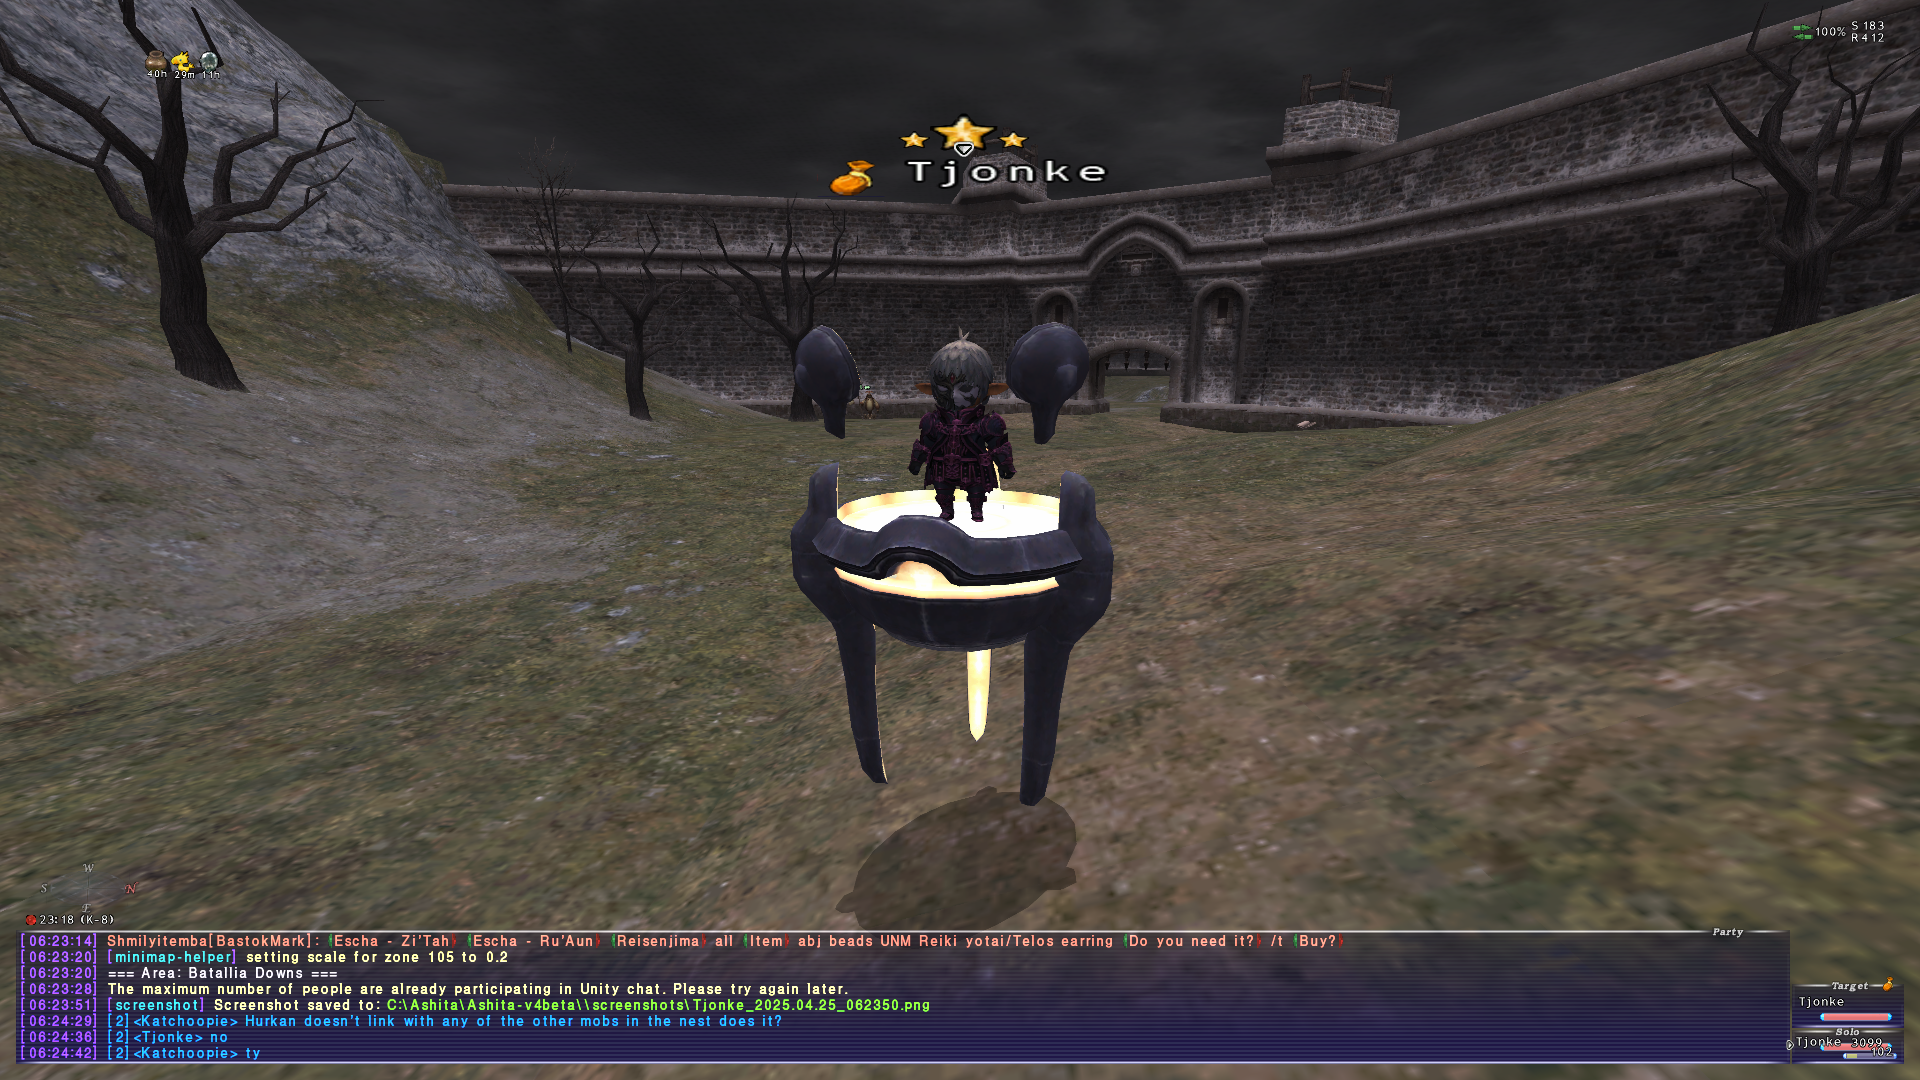 100% S 183
R 412
40h 29m 11h
Tjonke
W
S N
E
23:18 (K-8)
[06:23:14] Shmilyitemba[BastokMark]: Escha - Zi'Tah Escha - Ru'Aun Reisenjima all Item abj beads UNM Reiki yotai/Telos earring Do you need it? /t Buy?
[06:23:20] [minimap-helper] setting scale for zone 105 to 0.2
[06:23:20] === Area: Batallia Downs ===
[06:23:28] The maximum number of people are already participating in Unity chat. Please try again later.
[06:23:51] [screenshot] Screenshot saved to: C:\Ashita\Ashita-v4beta\\screenshots\Tjonke_2025.04.25_062350.png
[06:24:29] [2]<Katchoopie> Hurkan doesn't link with any of the other mobs in the nest does it?
[06:24:36] [2]<Tjonke> no
[06:24:42] [2]<Katchoopie> ty
Party
Target
Tjonke
Solo
Tjonke 3099
102